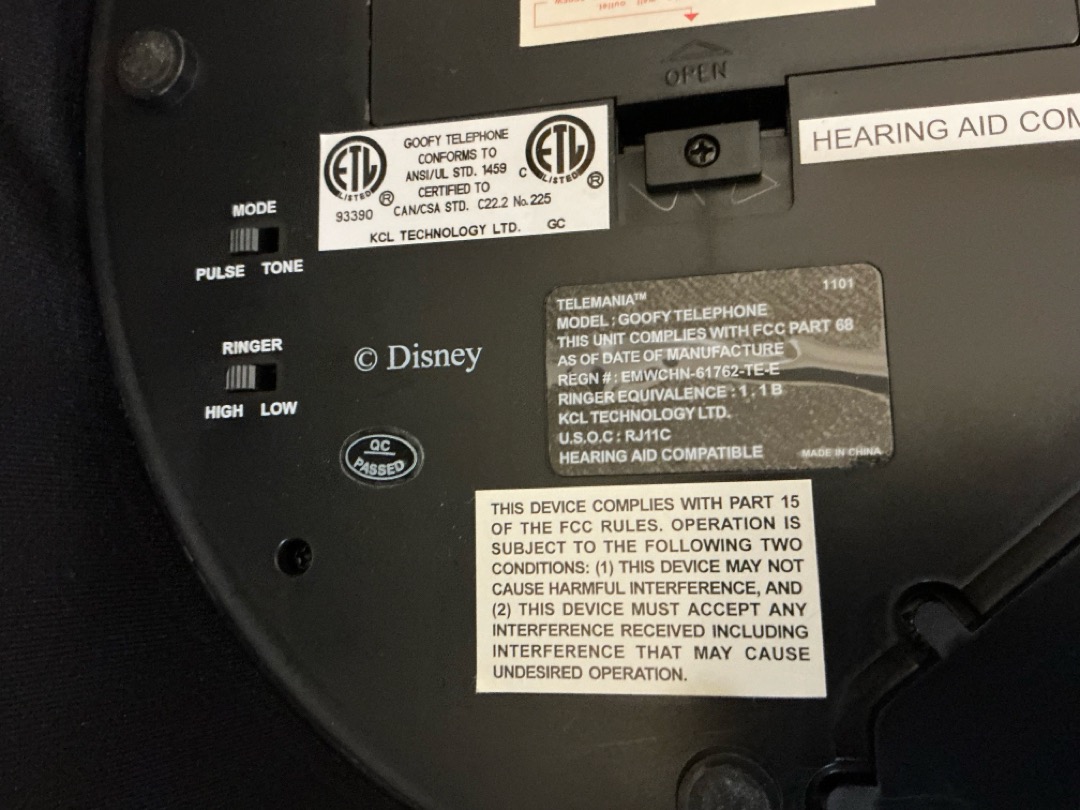 OPEN
HEARING AID COM
ETL
LISTED
®
93390
GOOFY TELEPHONE
CONFORMS TO
ANSI/UL STD. 1459
CERTIFIED TO
CAN/CSA STD. C22.2 No.225
KCL TECHNOLOGY LTD. GC
C
ETL
LISTED
®
MODE
PULSE TONE
RINGER
HIGH LOW
© Disney
QC
PASSED
1101
TELEMANIA™
MODEL : GOOFY TELEPHONE
THIS UNIT COMPLIES WITH FCC PART 68
AS OF DATE OF MANUFACTURE
REGN # : EMWCHN-61762-TE-E
RINGER EQUIVALENCE : 1 . 1 B
KCL TECHNOLOGY LTD.
U.S.O.C : RJ11C
HEARING AID COMPATIBLE
MADE IN CHINA
THIS DEVICE COMPLIES WITH PART 15
OF THE FCC RULES. OPERATION IS
SUBJECT TO THE FOLLOWING TWO
CONDITIONS: (1) THIS DEVICE MAY NOT
CAUSE HARMFUL INTERFERENCE, AND
(2) THIS DEVICE MUST ACCEPT ANY
INTERFERENCE RECEIVED INCLUDING
INTERFERENCE THAT MAY CAUSE
UNDESIRED OPERATION.